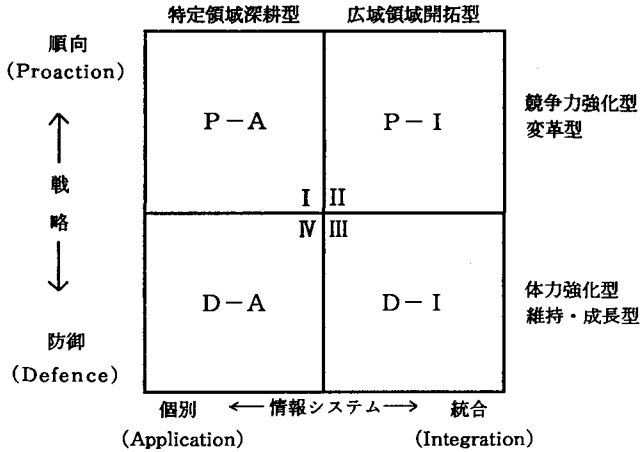 特定領域深耕型 広域領域開拓型
順向
(Proaction)
戦
略
防御
(Defence)
P－A P－I
I II
IV III
D－A D－I
競争力強化型
変革型
体力強化型
維持・成長型
個別 ←情報システム→ 統合
(Application) (Integration)